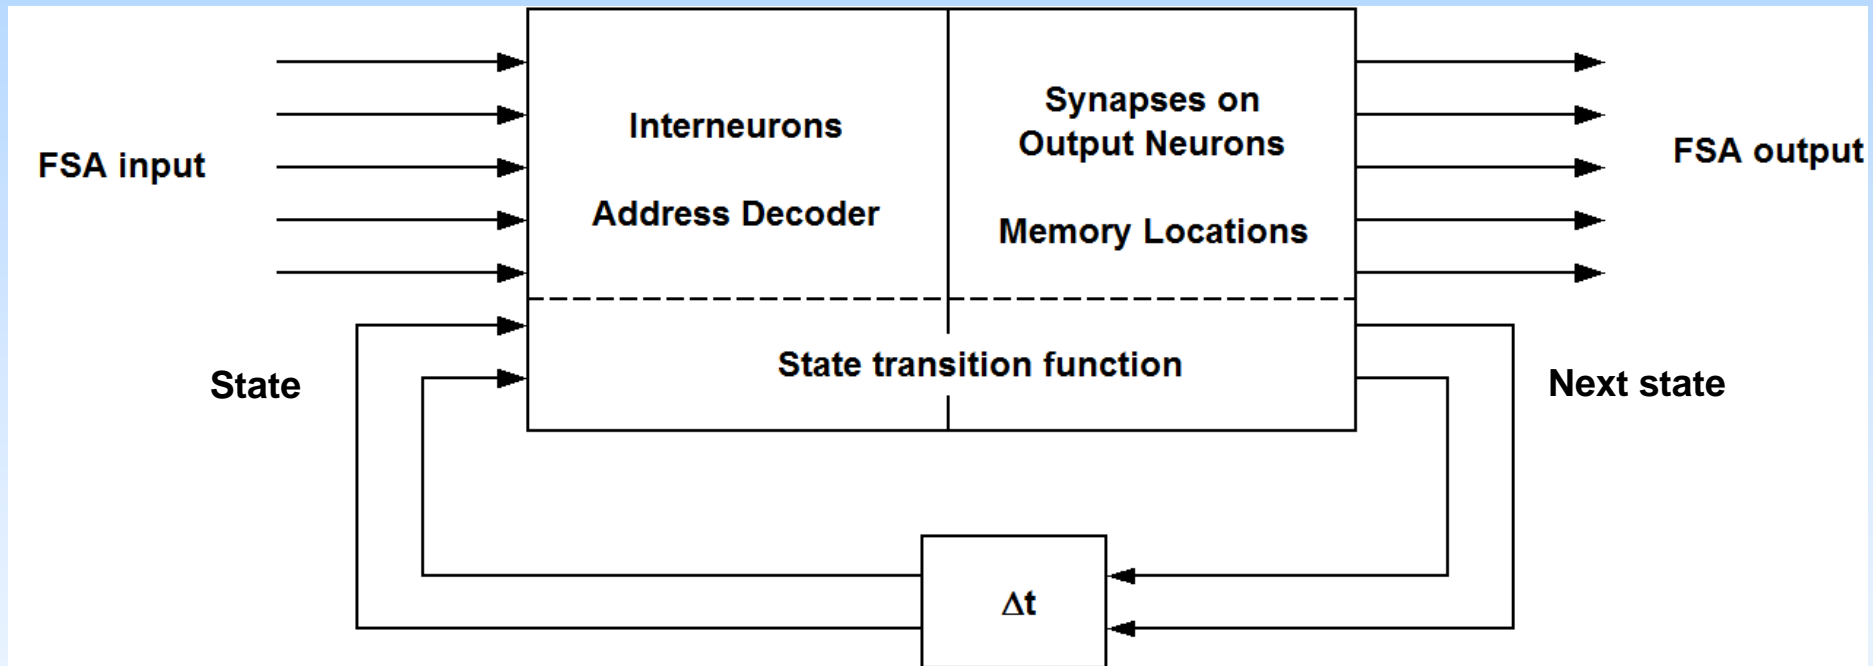 FSA input
Interneurons
Address Decoder
Synapses on
Output Neurons
Memory Locations
FSA output
State
State transition function
Next state
Δt